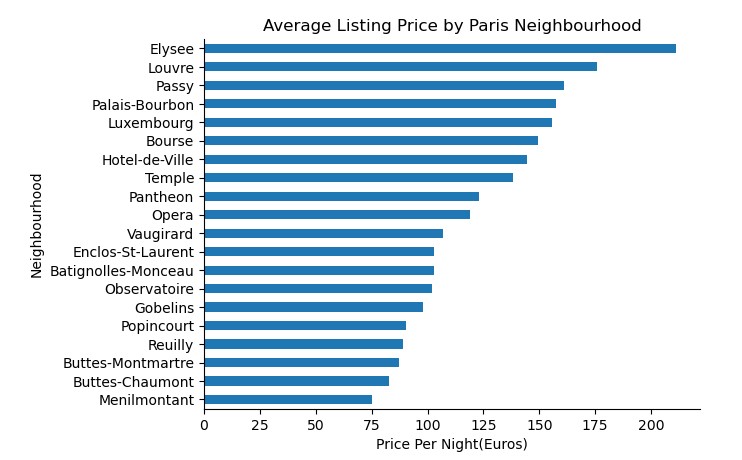 Average Listing Price by Paris Neighbourhood
Elysee
Louvre
Passy
Palais-Bourbon
Luxembourg
Bourse
Hotel-de-Ville
Temple
Pantheon
Opera
Vaugirard
Enclos-St-Laurent
Batignolles-Monceau
Observatoire
Gobelins
Popincourt
Reuilly
Buttes-Montmartre
Buttes-Chaumont
Menilmontant
Neighbourhood
0 25 50 75 100 125 150 175 200
Price Per Night(Euros)